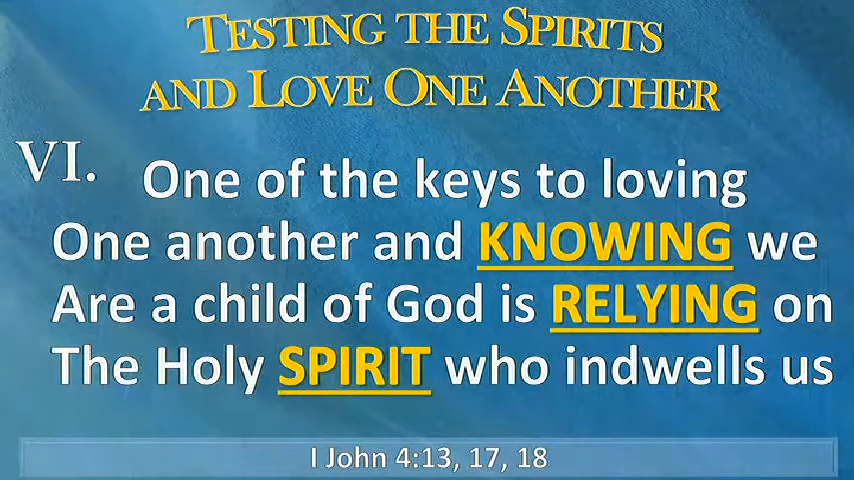 TESTING THE SPIRITS
AND LOVE ONE ANOTHER
VI. One of the keys to loving
One another and KNOWING we
Are a child of God is RELYING on
The Holy SPIRIT who indwells us
I John 4:13, 17, 18